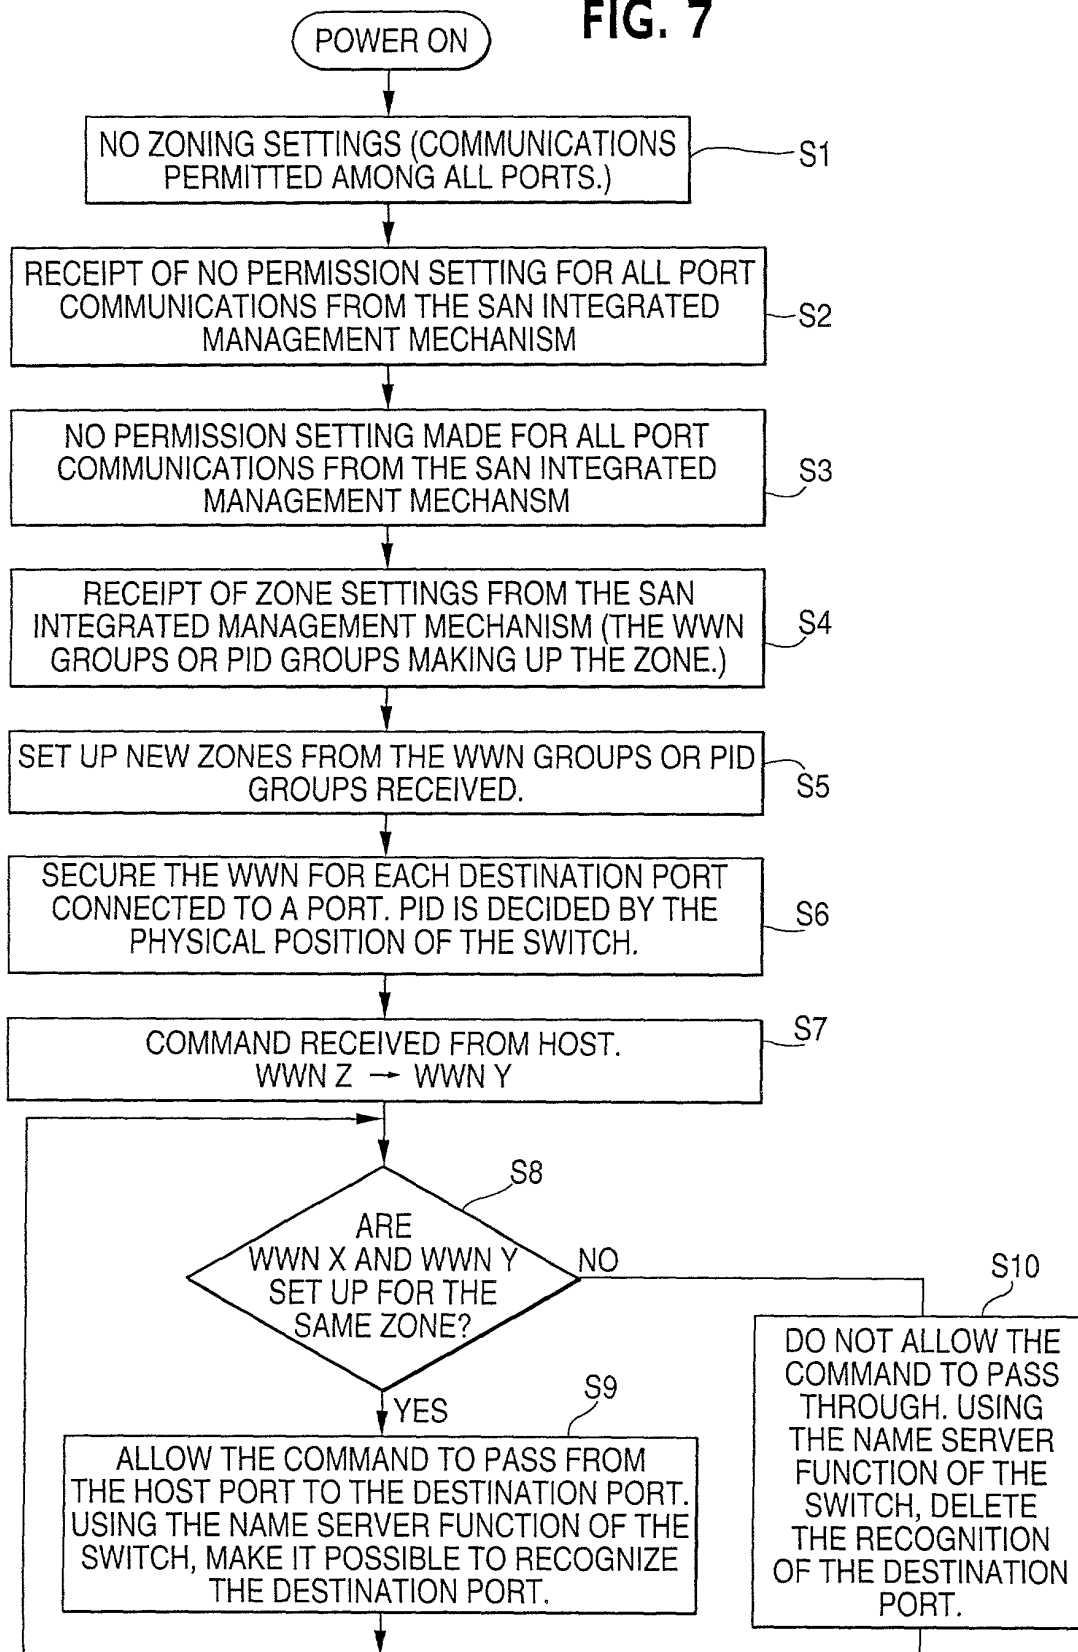 FIG. 7
POWER ON
NO ZONING SETTINGS (COMMUNICATIONS
PERMITTED AMONG ALL PORTS.)
S1
RECEIPT OF NO PERMISSION SETTING FOR ALL PORT
COMMUNICATIONS FROM THE SAN INTEGRATED
MANAGEMENT MECHANISM
S2
NO PERMISSION SETTING MADE FOR ALL PORT
COMMUNICATIONS FROM THE SAN INTEGRATED
MANAGEMENT MECHANSM
S3
RECEIPT OF ZONE SETTINGS FROM THE SAN
INTEGRATED MANAGEMENT MECHANISM (THE WWN
GROUPS OR PID GROUPS MAKING UP THE ZONE.)
S4
SET UP NEW ZONES FROM THE WWN GROUPS OR PID
GROUPS RECEIVED.
S5
SECURE THE WWN FOR EACH DESTINATION PORT
CONNECTED TO A PORT. PID IS DECIDED BY THE
PHYSICAL POSITION OF THE SWITCH.
S6
COMMAND RECEIVED FROM HOST.
WWN Z → WWN Y
S7
S8
ARE
WWN X AND WWN Y
SET UP FOR THE
SAME ZONE?
NO
YES
S9
ALLOW THE COMMAND TO PASS FROM
THE HOST PORT TO THE DESTINATION PORT.
USING THE NAME SERVER FUNCTION OF THE
SWITCH, MAKE IT POSSIBLE TO RECOGNIZE
THE DESTINATION PORT.
S10
DO NOT ALLOW THE
COMMAND TO PASS
THROUGH. USING
THE NAME SERVER
FUNCTION OF THE
SWITCH, DELETE
THE RECOGNITION
OF THE DESTINATION
PORT.